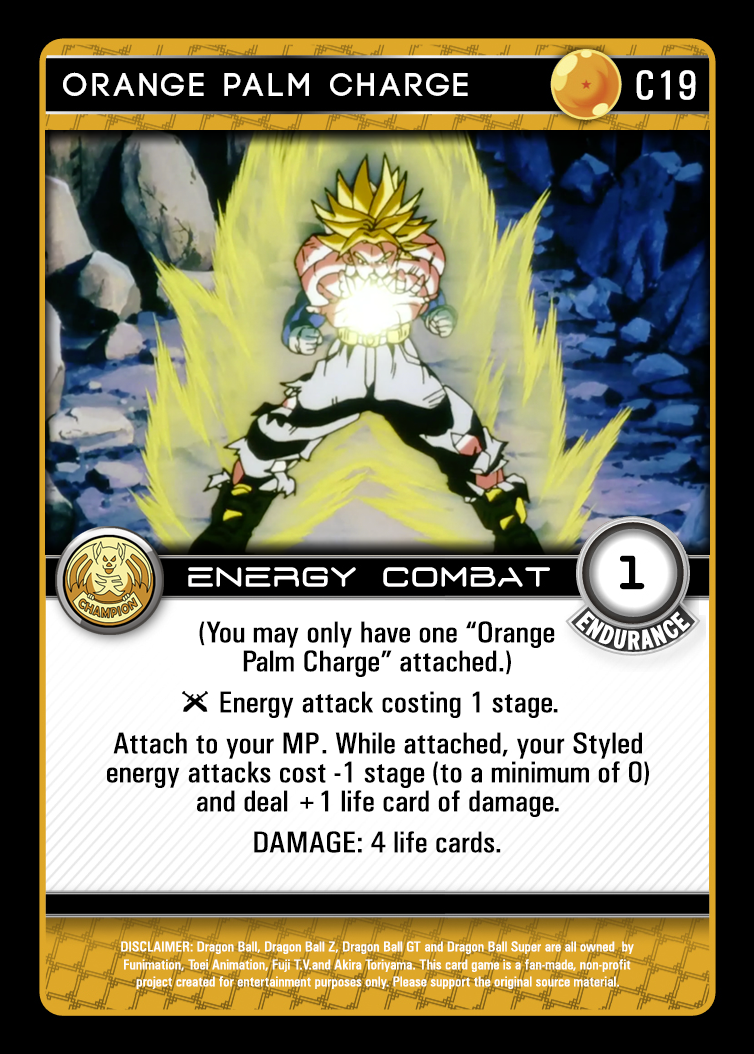 ORANGE PALM CHARGE C19
CHAMPION
ENERGY COMBAT
1
ENDURANCE
(You may only have one “Orange
Palm Charge” attached.)
Energy attack costing 1 stage.
Attach to your MP. While attached, your Styled
energy attacks cost -1 stage (to a minimum of 0)
and deal +1 life card of damage.
DAMAGE: 4 life cards.
DISCLAIMER: Dragon Ball, Dragon Ball Z, Dragon Ball GT and Dragon Ball Super are all owned by
Funimation, Toei Animation, Fuji T.V.and Akira Toriyama. This card game is a fan-made, non-profit
project created for entertainment purposes only. Please support the original source material.